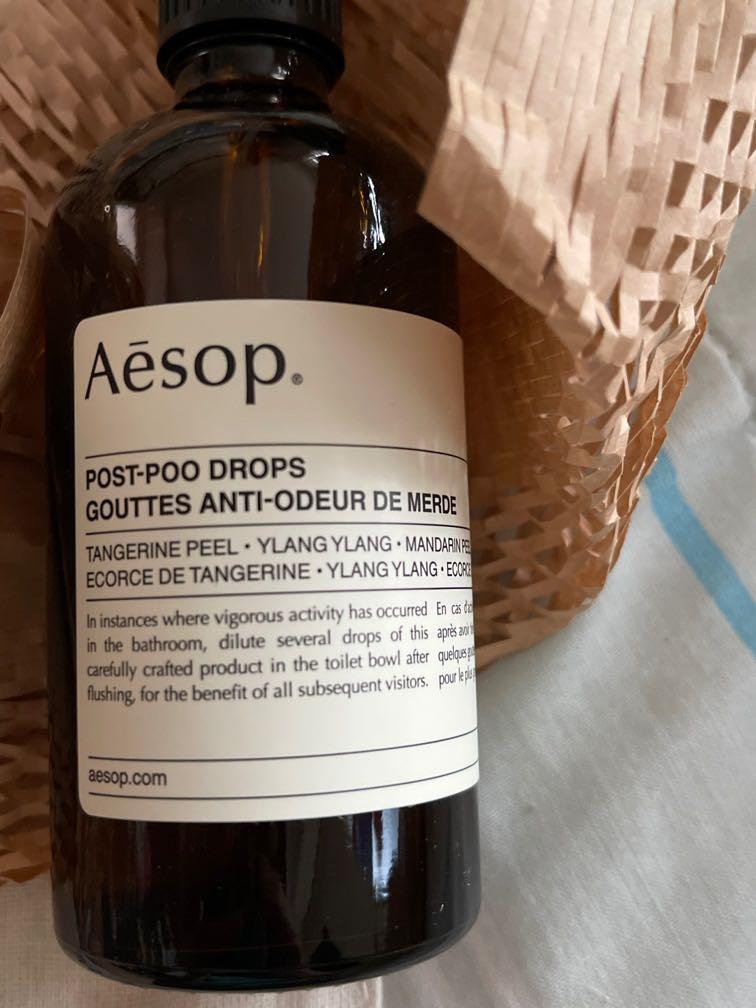 Aēsop.®
POST-POO DROPS
GOUTTES ANTI-ODEUR DE MERDE
TANGERINE PEEL • YLANG YLANG • MANDARIN
ECORCE DE TANGERINE • YLANG YLANG •
In instances where vigorous activity has occurred
in the bathroom, dilute several drops of this
carefully crafted product in the toilet bowl after
flushing, for the benefit of all subsequent visitors.
En cas
après avoir
quelques
pour le plus
aesop.com